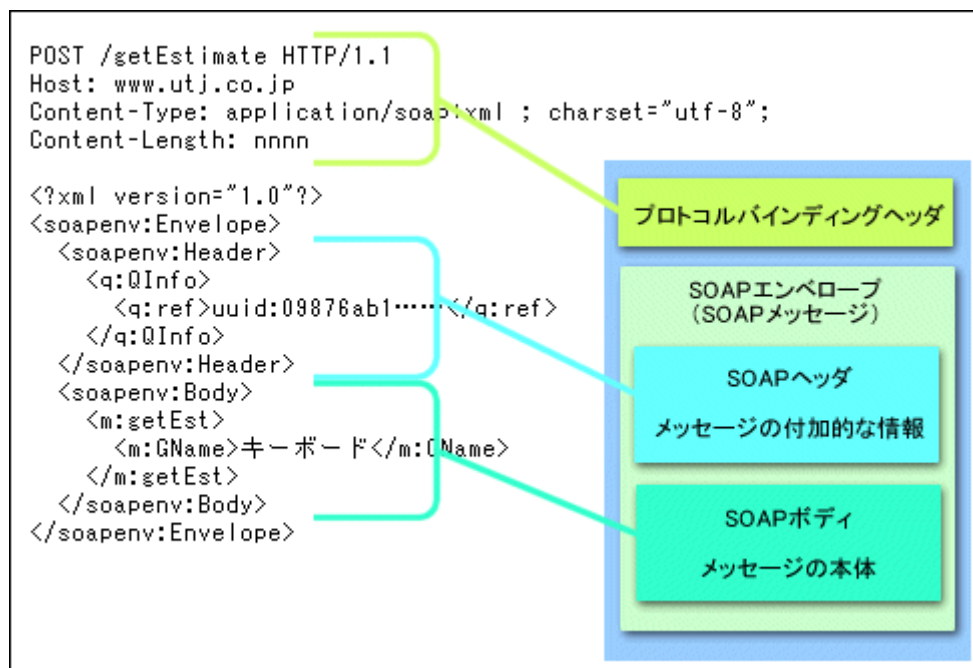 POST /getEstimate HTTP/1.1
Host: www.utj.co.jp
Content-Type: application/soap+xml ; charset="utf-8";
Content-Length: nnnn
<?xml version="1.0"?>
<soapenv:Envelope>
<soapenv:Header>
<q:QInfo>
<q:ref>uuid:09876ab1……</q:ref>
</q:QInfo>
</soapenv:Header>
<soapenv:Body>
<m:getEst>
<m:GName>キーボード</m:GName>
</m:getEst>
</soapenv:Body>
</soapenv:Envelope>
プロトコルバインディングヘッダ
SOAPエンベロープ
(SOAPメッセージ)
SOAPヘッダ
メッセージの付加的な情報
SOAPボディ
メッセージの本体